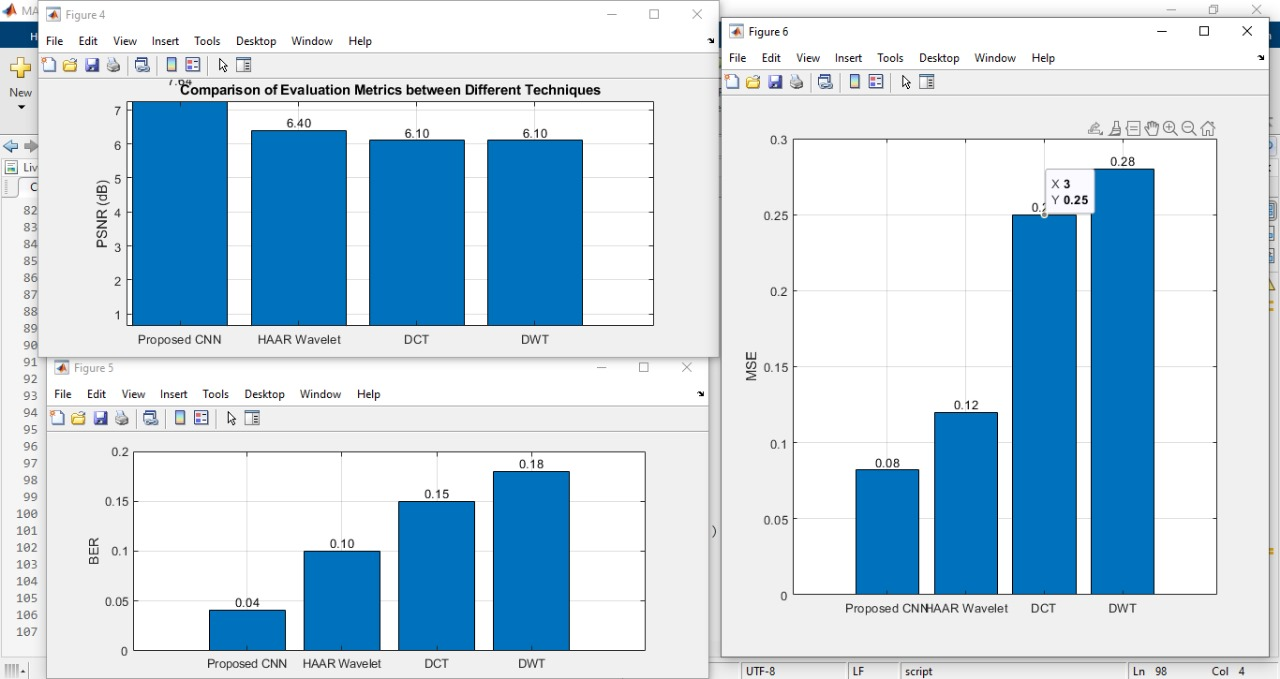 MA
Figure 4
File Edit View Insert Tools Desktop Window Help
New
Comparison of Evaluation Metrics between Different Techniques
7.64
6.40
6.10
6.10
7
6
5
4
3
2
1
PSNR (dB)
Proposed CNN HAAR Wavelet DCT DWT
Figure 5
File Edit View Insert Tools Desktop Window Help
0.2
0.15
0.1
0.05
0
BER
0.04
0.10
0.15
0.18
Proposed CNN HAAR Wavelet DCT DWT
Figure 6
File Edit View Insert Tools Desktop Window Help
0.3
0.25
0.2
0.15
0.1
0.05
0
MSE
0.08
0.12
X 3
Y 0.25
0.28
Proposed CNN HAAR Wavelet DCT DWT
H
Liv
C
82
83
84
85
86
87
88
89
90
91
92
93
94
95
96
97
98
99
100
101
102
103
104
105
106
107
)
UTF-8 LF script Ln 98 Col 4